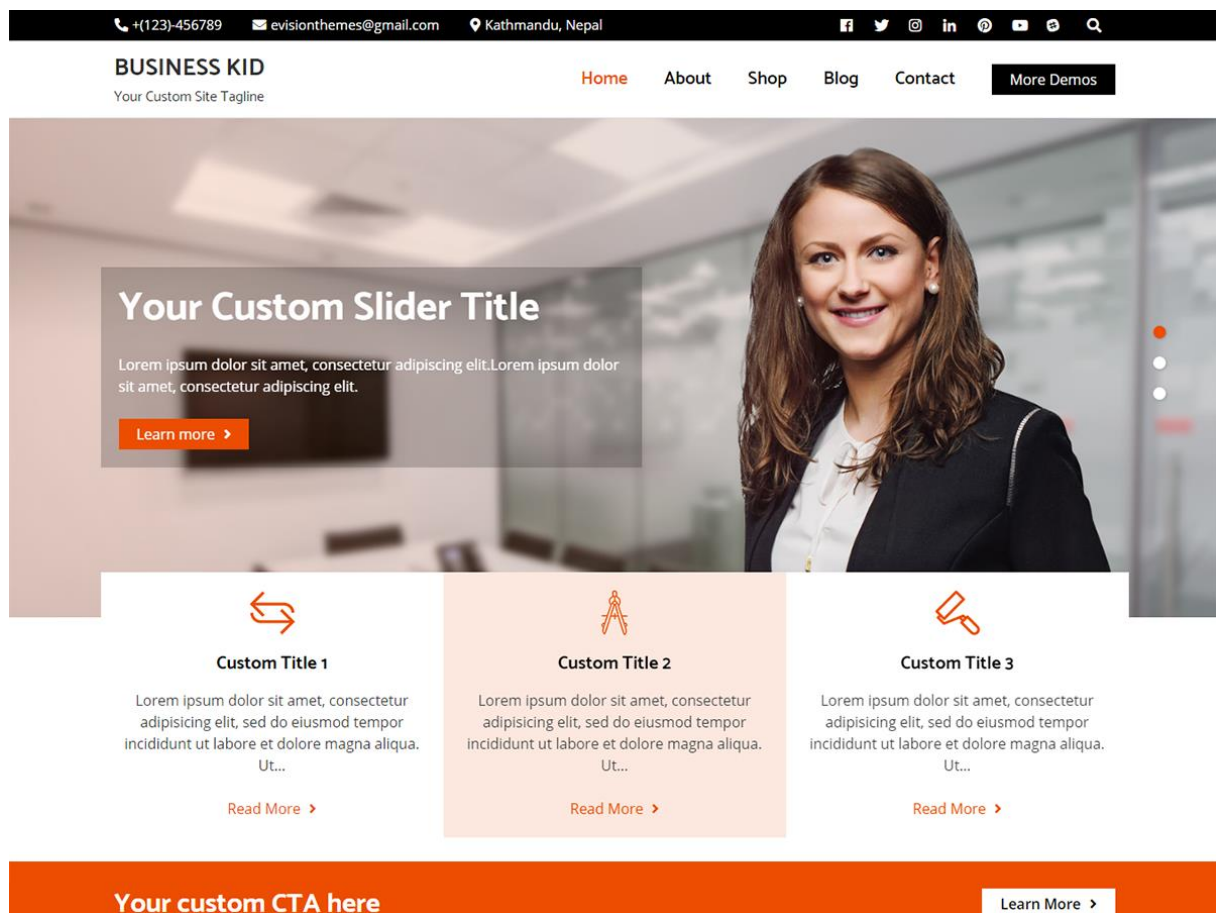 +(123)-456789 evisionthemes@gmail.com Kathmandu, Nepal
BUSINESS KID
Your Custom Site Tagline
Home About Shop Blog Contact More Demos
Your Custom Slider Title
Lorem ipsum dolor sit amet, consectetur adipiscing elit.Lorem ipsum dolor
sit amet, consectetur adipiscing elit.
Learn more
Custom Title 1
Lorem ipsum dolor sit amet, consectetur
adipisicing elit, sed do eiusmod tempor
incididunt ut labore et dolore magna aliqua.
Ut...
Read More
Custom Title 2
Lorem ipsum dolor sit amet, consectetur
adipisicing elit, sed do eiusmod tempor
incididunt ut labore et dolore magna aliqua.
Ut...
Read More
Custom Title 3
Lorem ipsum dolor sit amet, consectetur
adipisicing elit, sed do eiusmod tempor
incididunt ut labore et dolore magna aliqua.
Ut...
Read More
Your custom CTA here
Learn More